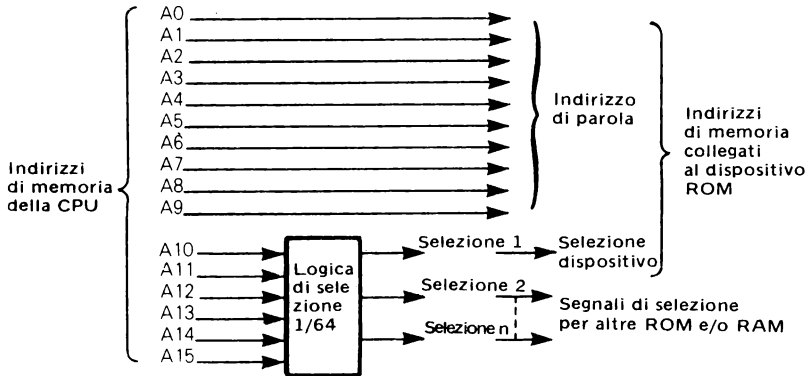 A0
A1
A2
A3
A4
A5
A6
A7
A8
A9
Indirizzo
di parola
Indirizzi
di memoria
collegati
al dispositivo
ROM
Indirizzi
di memoria
della CPU
A10
A11
A12
A13
A14
A15
Logica
di sele
zione
1/64
Selezione 1
Selezione
dispositivo
Selezione 2
Selezione n
Segnali di selezione
per altre ROM e/o RAM